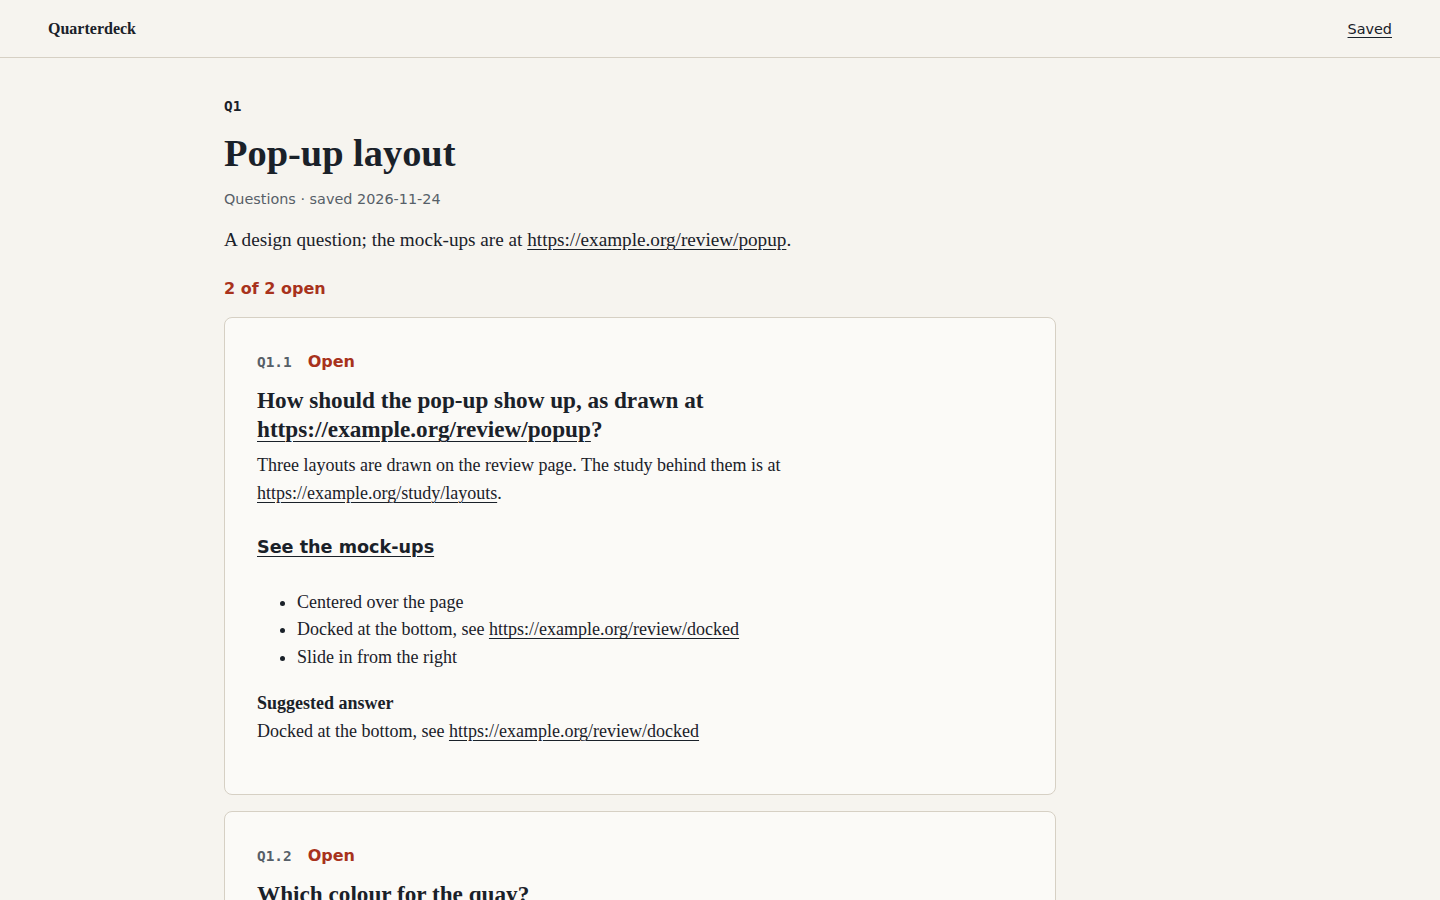 Quarterdeck
Saved
Q1
Pop-up layout
Questions · saved 2026-11-24
A design question; the mock-ups are at https://example.org/review/popup.
2 of 2 open
Q1.1 Open
How should the pop-up show up, as drawn at
https://example.org/review/popup?
Three layouts are drawn on the review page. The study behind them is at
https://example.org/study/layouts.
See the mock-ups
• Centered over the page
• Docked at the bottom, see https://example.org/review/docked
• Slide in from the right
Suggested answer
Docked at the bottom, see https://example.org/review/docked
Q1.2 Open
Which colour for the quay?